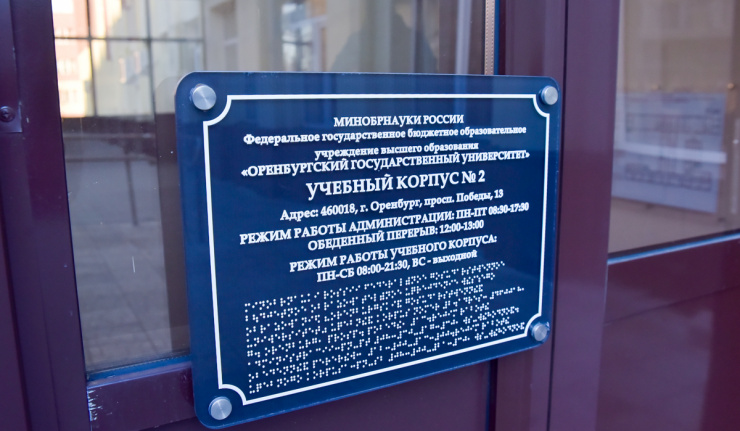 МИНОБРНАУКИ РОССИИ
Федеральное государственное бюджетное образовательное
учреждение высшего образования
«ОРЕНБУРГСКИЙ ГОСУДАРСТВЕННЫЙ УНИВЕРСИТЕТ»
УЧЕБНЫЙ КОРПУС № 2
Адрес: 460018, г. Оренбург, просп. Победы, 13
РЕЖИМ РАБОТЫ АДМИНИСТРАЦИИ: ПН-ПТ 08:30-17:30
ОБЕДЕННЫЙ ПЕРЕРЫВ: 12:00-13:00
РЕЖИМ РАБОТЫ УЧЕБНОГО КОРПУСА:
ПН-СБ 08:00-21:30, ВС - выходной